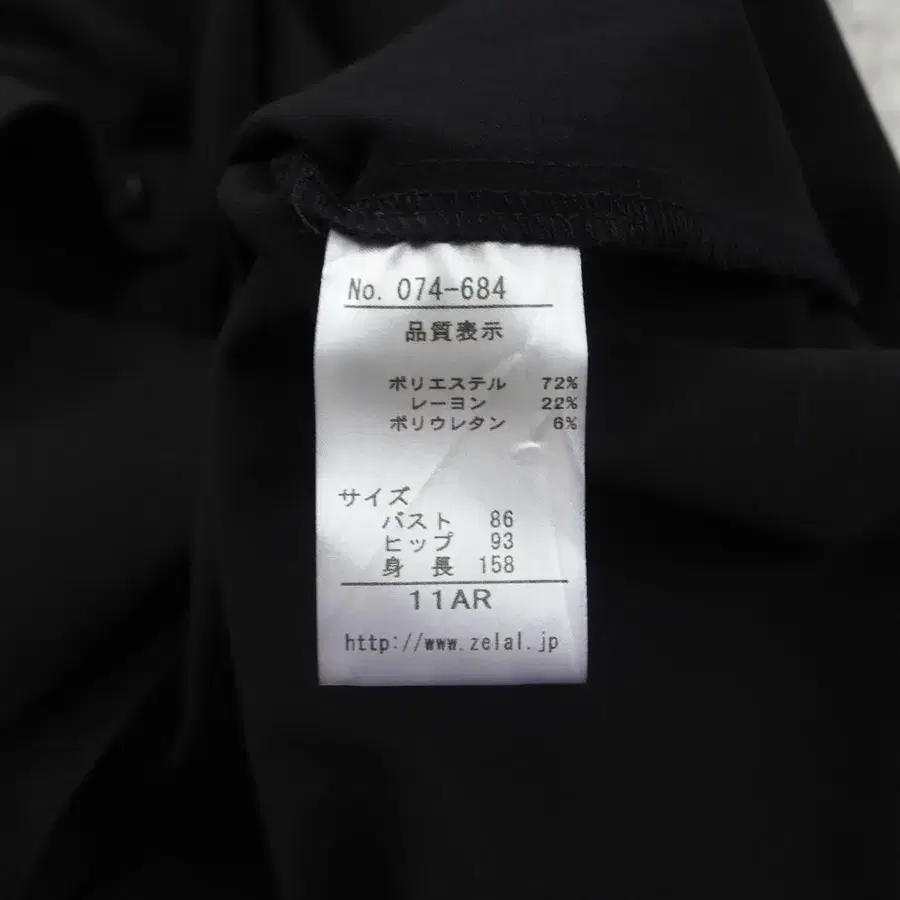 No. 074-684
品質表示
ポリエステル 72%
レーヨン 22%
ポリウレタン 6%
サイズ
バスト 86
ヒップ 93
身長 158
11AR
http://www.zelal.jp